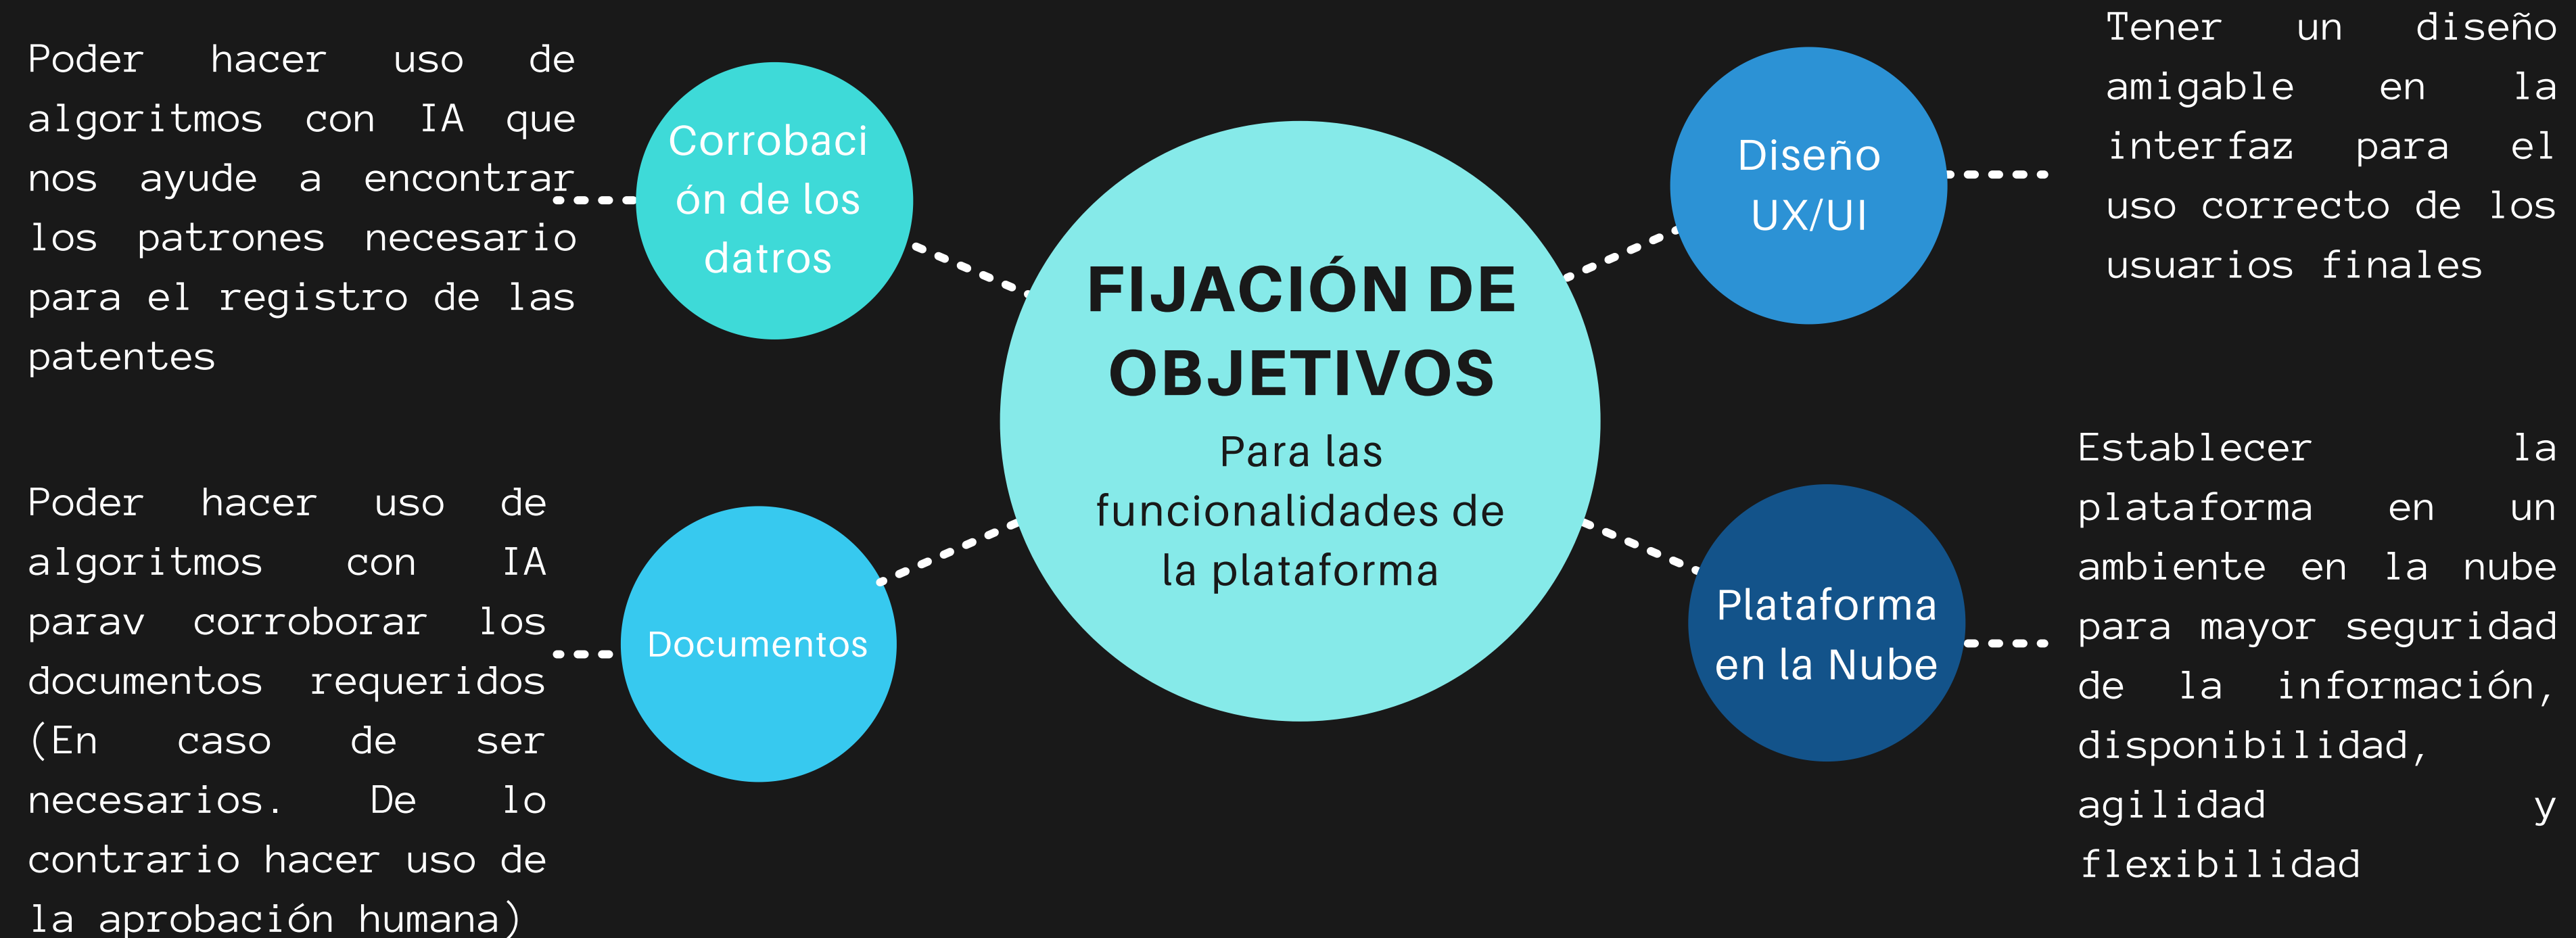 Poder hacer uso de
algoritmos con IA que
nos ayude a encontrar
los patrones necesario
para el registro de las
patentes
Corrobaci
ón de los
datros
Poder hacer uso de
algoritmos con IA
parav corroborar los
documentos requeridos
(En caso de ser
necesarios. De lo
contrario hacer uso de
la aprobación humana)
Documentos
FIJACIÓN DE
OBJETIVOS
Para las
funcionalidades de
la plataforma
Diseño
UX/UI
Tener un diseño
amigable en la
interfaz para el
uso correcto de los
usuarios finales
Plataforma
en la Nube
Establecer la
plataforma en un
ambiente en la nube
para mayor seguridad
de la información,
disponibilidad,
agilidad y
flexibilidad